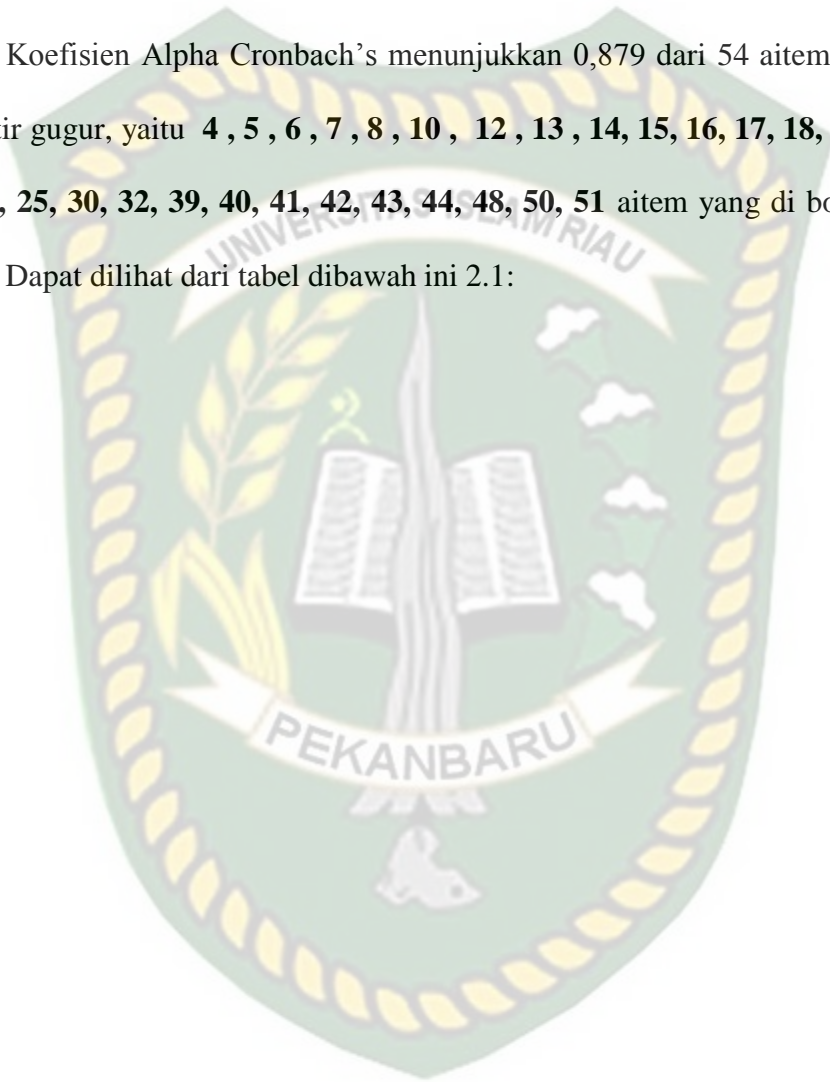 Koefisien Alpha Cronbach’s menunjukkan 0,879 dari 54 aitem
tir gugur, yaitu 4 , 5 , 6 , 7 , 8 , 10 , 12 , 13 , 14, 15, 16, 17, 18,
, 25, 30, 32, 39, 40, 41, 42, 43, 44, 48, 50, 51 aitem yang di bo
Dapat dilihat dari tabel dibawah ini 2.1:
UNIVERSITAS ISLAM RIAU
PEKANBARU